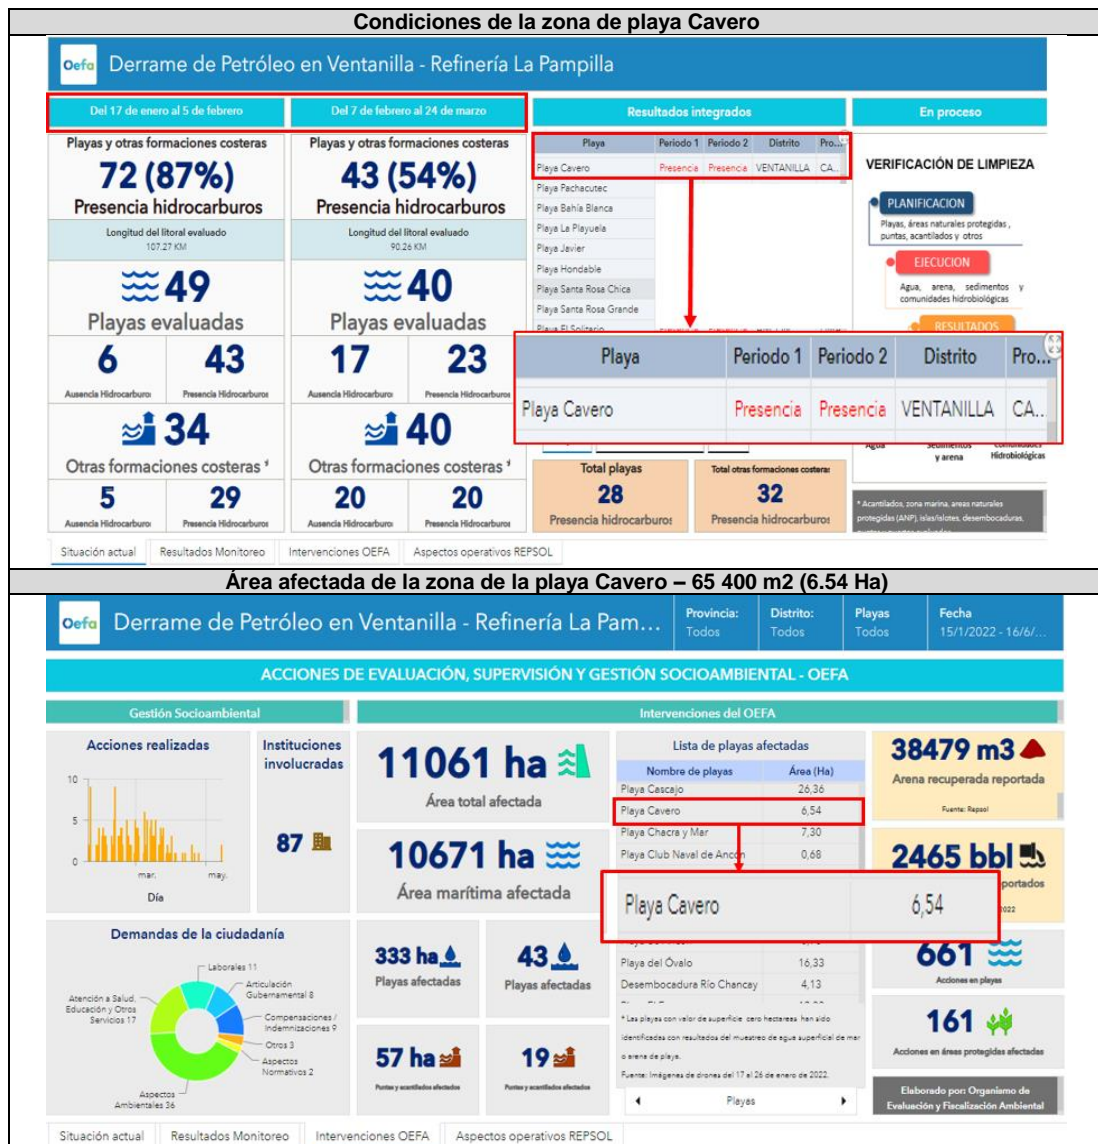 Condiciones de la zona de playa Cavero
Oefa Derrame de Petróleo en Ventanilla - Refinería La Pampilla
Del 17 de enero al 5 de febrero
Del 7 de febrero al 24 de marzo
Resultados integrados
En proceso
Playas y otras formaciones costeras
72 (87%)
Presencia hidrocarburos
Longitud del litoral evaluado
107.27 KM
49
Playas evaluadas
6
43
Ausencia Hidrocarburos
Presencia Hidrocarburos
34
Otras formaciones costeras ¹
5
29
Ausencia Hidrocarburos
Presencia Hidrocarburos
Playas y otras formaciones costeras
43 (54%)
Presencia hidrocarburos
Longitud del litoral evaluado
90.26 KM
40
Playas evaluadas
17
23
Ausencia Hidrocarburos
Presencia Hidrocarburos
40
Otras formaciones costeras ¹
20
20
Ausencia Hidrocarburos
Presencia Hidrocarburos
Playa Periodo 1 Periodo 2 Distrito Pro...
Playa Cavero Presencia Presencia VENTANILLA CA...
Playa Pachacutec
Playa Bahía Blanca
Playa La Playuela
Playa Javier
Playa Hondable
Playa Santa Rosa Chica
Playa Santa Rosa Grande
Playa El Solitario
Playa Periodo 1 Periodo 2 Distrito Pro...
Playa Cavero Presencia Presencia VENTANILLA CA...
Total playas
28
Presencia hidrocarburos
Total otras formaciones costeras
32
Presencia hidrocarburos
VERIFICACIÓN DE LIMPIEZA
PLANIFICACION
Playas, áreas naturales protegidas,
puntas, acantilados y otros
EJECUCION
Agua, arena, sedimentos y
comunidades hidrobiológicas
RESULTADOS
Agua
sedimentos
y arena
Comunidades
Hidrobiológicas
* Acantilados, zona marina, areas naturales
protegidas (ANP), islas/islotes, desembocaduras,
Situación actual Resultados Monitoreo Intervenciones OEFA Aspectos operativos REPSOL
Área afectada de la zona de la playa Cavero – 65 400 m2 (6.54 Ha)
Oefa Derrame de Petróleo en Ventanilla - Refinería La Pam...
Provincia:
Todos
Distrito:
Todos
Playas
Todos
Fecha
15/1/2022 - 16/6/...
ACCIONES DE EVALUACIÓN, SUPERVISIÓN Y GESTIÓN SOCIOAMBIENTAL - OEFA
Gestión Socioambiental
Intervenciones del OEFA
Acciones realizadas
10
5
0
mar. may.
Día
Instituciones
involucradas
87
Demandas de la ciudadanía
Laborales 11
Articulación
Gubernamental 8
Compensaciones /
Indemnizaciones 9
Otros 3
Aspectos
Normativos 2
Aspectos
Ambientales 36
Atención a Salud,
Educación y Otros
Servicios 17
11061 ha
Área total afectada
10671 ha
Área marítima afectada
333 ha
Playas afectadas
43
Playas afectadas
57 ha
Puntas y acantilados afectados
19
Puntas y acantilados afectados
Lista de playas afectadas
Nombre de playas Área (Ha)
Playa Cascajo 26,36
Playa Cavero 6,54
Playa Chacra y Mar 7,30
Playa Club Naval de Ancón 0,68
Playa Cavero 6,54
Playa del Óvalo 16,33
Desembocadura Río Chancay 4,13
* Las playas con valor de superficie cero hectareas han sido
identificadas con resultados del muestreo de agua superficial de mar
o arena de playa.
Fuente: Imágenes de drones del 17 al 26 de enero de 2022.
Playas
38479 m3
Arena recuperada reportada
Fuente: Repsol
2465 bbl
portados
2022
661
Acciones en playas
161
Acciones en áreas protegidas afectadas
Elaborado por: Organismo de
Evaluación y Fiscalización Ambiental
Situación actual Resultados Monitoreo Intervenciones OEFA Aspectos operativos REPSOL